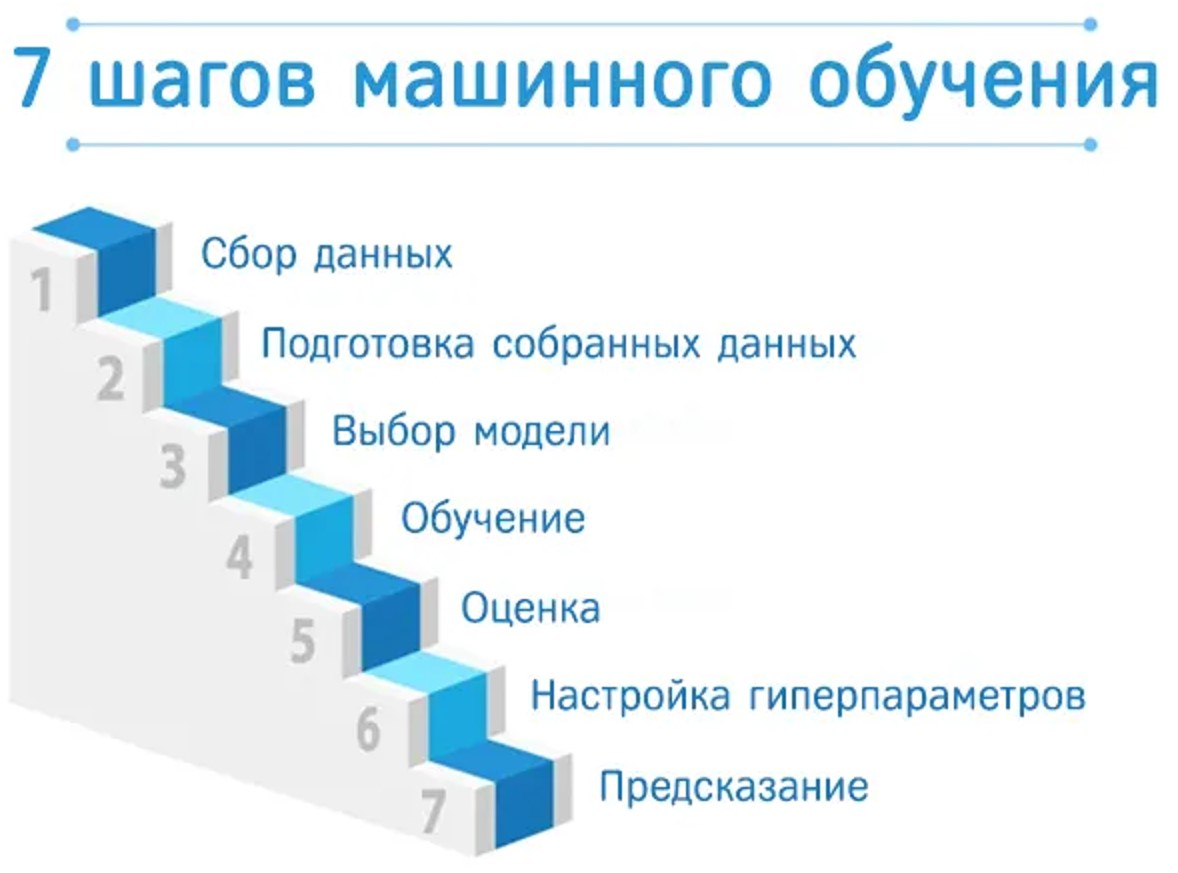 7 шагов машинного обучения
1 Сбор данных
2 Подготовка собранных данных
3 Выбор модели
4 Обучение
5 Оценка
6 Настройка гиперпараметров
7 Предсказание